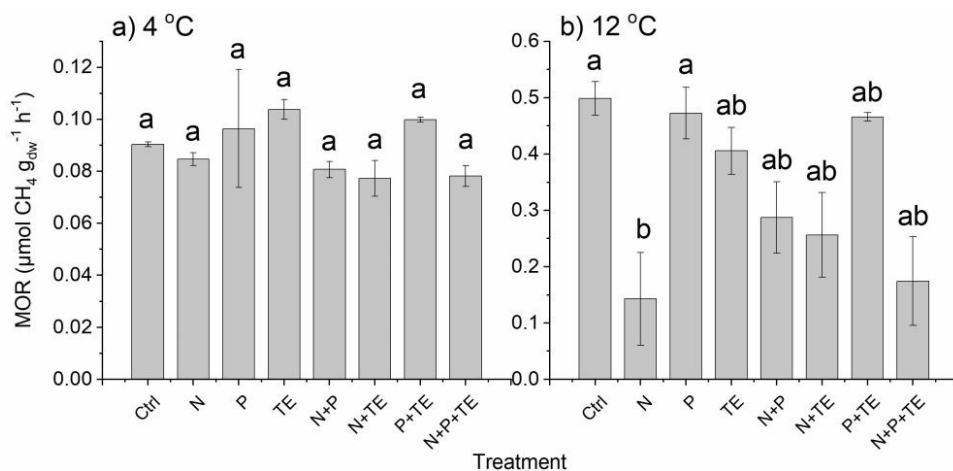 a) 4 °C
MOR (µmol CH4 gdw-1 h-1)
0.12
0.10
0.08
0.06
0.04
0.02
0.00
a
a
a
a
a
a
a
a
Ctrl
N
P
TE
N+P
N+TE
P+TE
N+P+TE
b) 12 °C
0.6
0.5
0.4
0.3
0.2
0.1
0.0
a
b
a
ab
ab
ab
ab
ab
Ctrl
N
P
TE
N+P
N+TE
P+TE
N+P+TE
Treatment